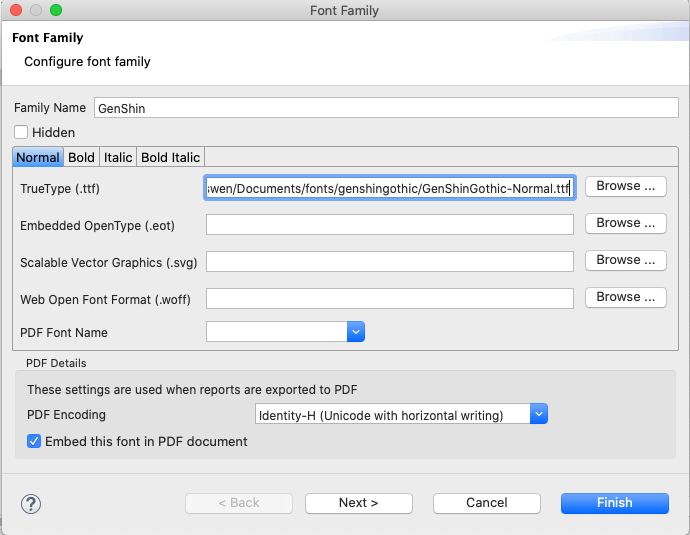 Font Family
Font Family
Configure font family
Family Name GenShin
Hidden
Normal Bold Italic Bold Italic
TrueType (.ttf) wen/Documents/fonts/genshingothic/GenShinGothic-Normal.ttf Browse ...
Embedded OpenType (.eot) Browse ...
Scalable Vector Graphics (.svg) Browse ...
Web Open Font Format (.woff) Browse ...
PDF Font Name
PDF Details
These settings are used when reports are exported to PDF
PDF Encoding Identity-H (Unicode with horizontal writing)
Embed this font in PDF document
? < Back Next > Cancel Finish